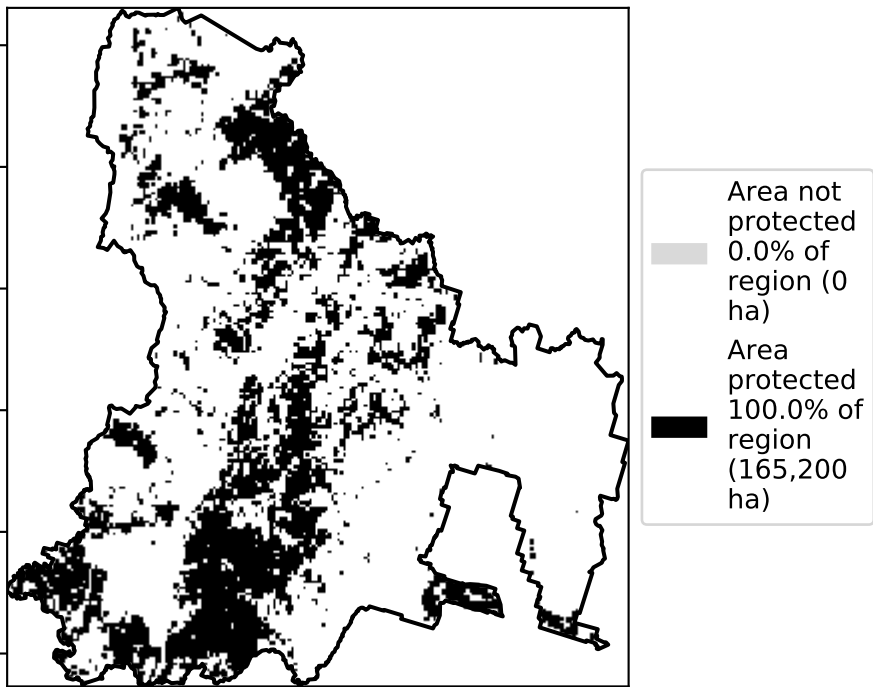 Area not
protected
0.0% of
region (0
ha)
Area
protected
100.0% of
region
(165,200
ha)